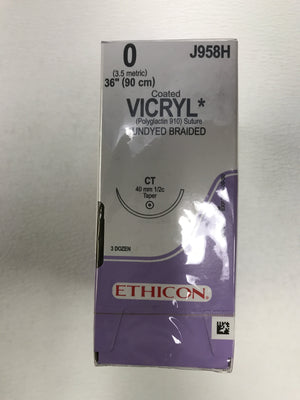 0 J958H
(3.5 metric)
36" (90 cm)
Coated
VICRYL*
(Polyglactin 910) Suture
UNDYED BRAIDED
CT
40 mm 1/2c
Taper
3 DOZEN
ETHICON